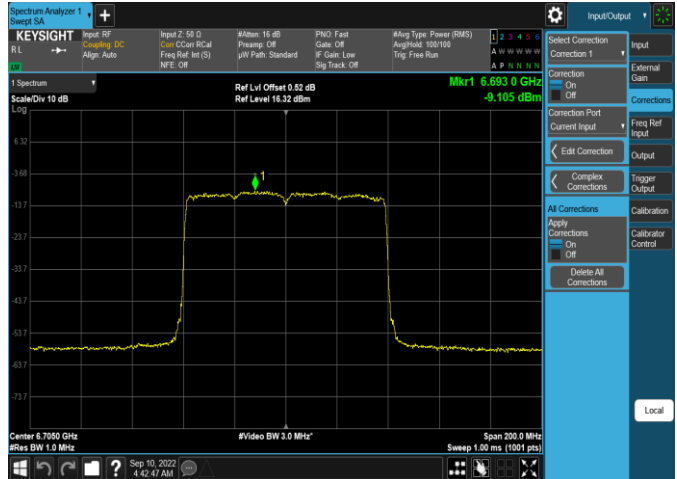 Spectrum Analyzer 1
Swept SA
Input/Output
KEYSIGHT
RL
Input: RF
Coupling: DC
Align: Auto
Input Z: 50 Ω
Corr CCorr RCal
Freq Ref: Int (S)
NFE: Off
#Atten: 16 dB
Preamp: Off
µW Path: Standard
PNO: Fast
Gate: Off
IF Gain: Low
Sig Track: Off
#Avg Type: Power (RMS)
Avg|Hold: 100/100
Trig: Free Run
1 2 3 4 5 6
A W W W W W
A P N N N N
1 Spectrum
Scale/Div 10 dB
Log
Ref Lvl Offset 0.52 dB
Ref Level 16.32 dBm
Mkr1 6.693 0 GHz
-9.105 dBm
1
6.32
-3.68
-13.7
-23.7
-33.7
-43.7
-53.7
-63.7
-73.7
Center 6.7050 GHz
#Res BW 1.0 MHz
#Video BW 3.0 MHz*
Span 200.0 MHz
Sweep 1.00 ms (1001 pts)
Sep 10, 2022
4:42:47 AM
Select Correction
Correction 1
Correction
On
Off
Correction Port
Current Input
Edit Correction
Complex
Corrections
All Corrections
Apply
Corrections
On
Off
Delete All
Corrections
Input
External
Gain
Corrections
Freq Ref
Input
Output
Trigger
Output
Calibration
Calibrator
Control
Local